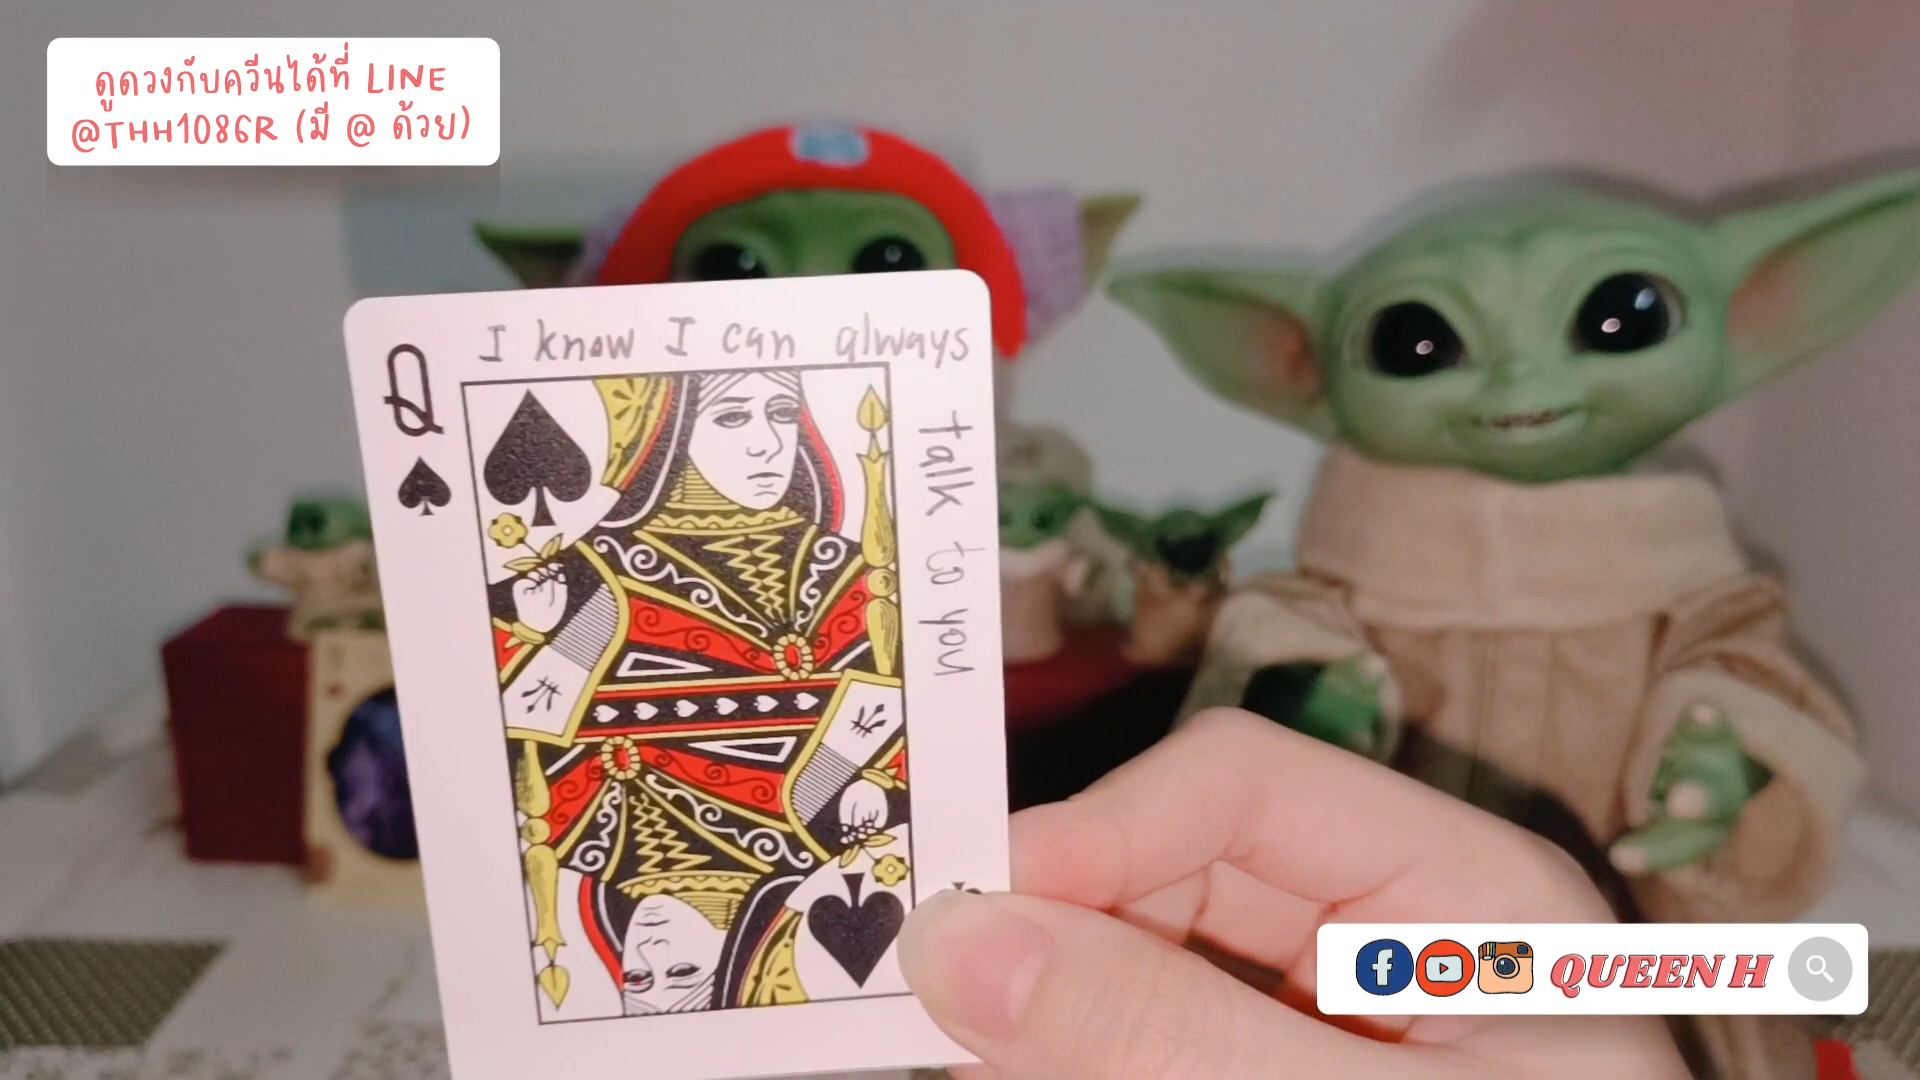 ดูดวงกับควีนได้ที่ LINE
@THH1086R (มี @ ด้วย)
Q
I know I can always
talk to you
QUEEN H